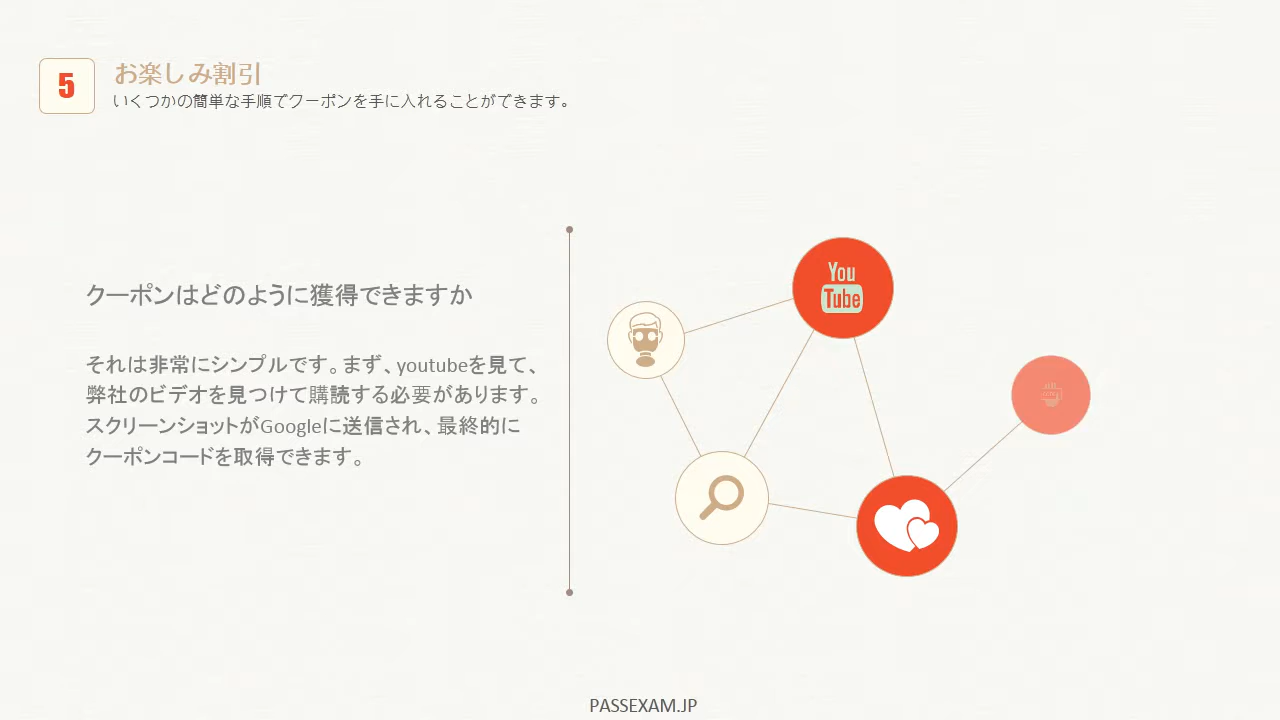 5
お楽しみ割引
いくつかの簡単な手順でクーポンを手に入れることができます。
クーポンはどのように獲得できますか
それは非常にシンプルです。まず、youtubeを見て、
弊社のビデオを見つけて購読する必要があります。
スクリーンショットがGoogleに送信され、最終的に
クーポンコードを取得できます。
You
Tube
PASSEXAM.JP